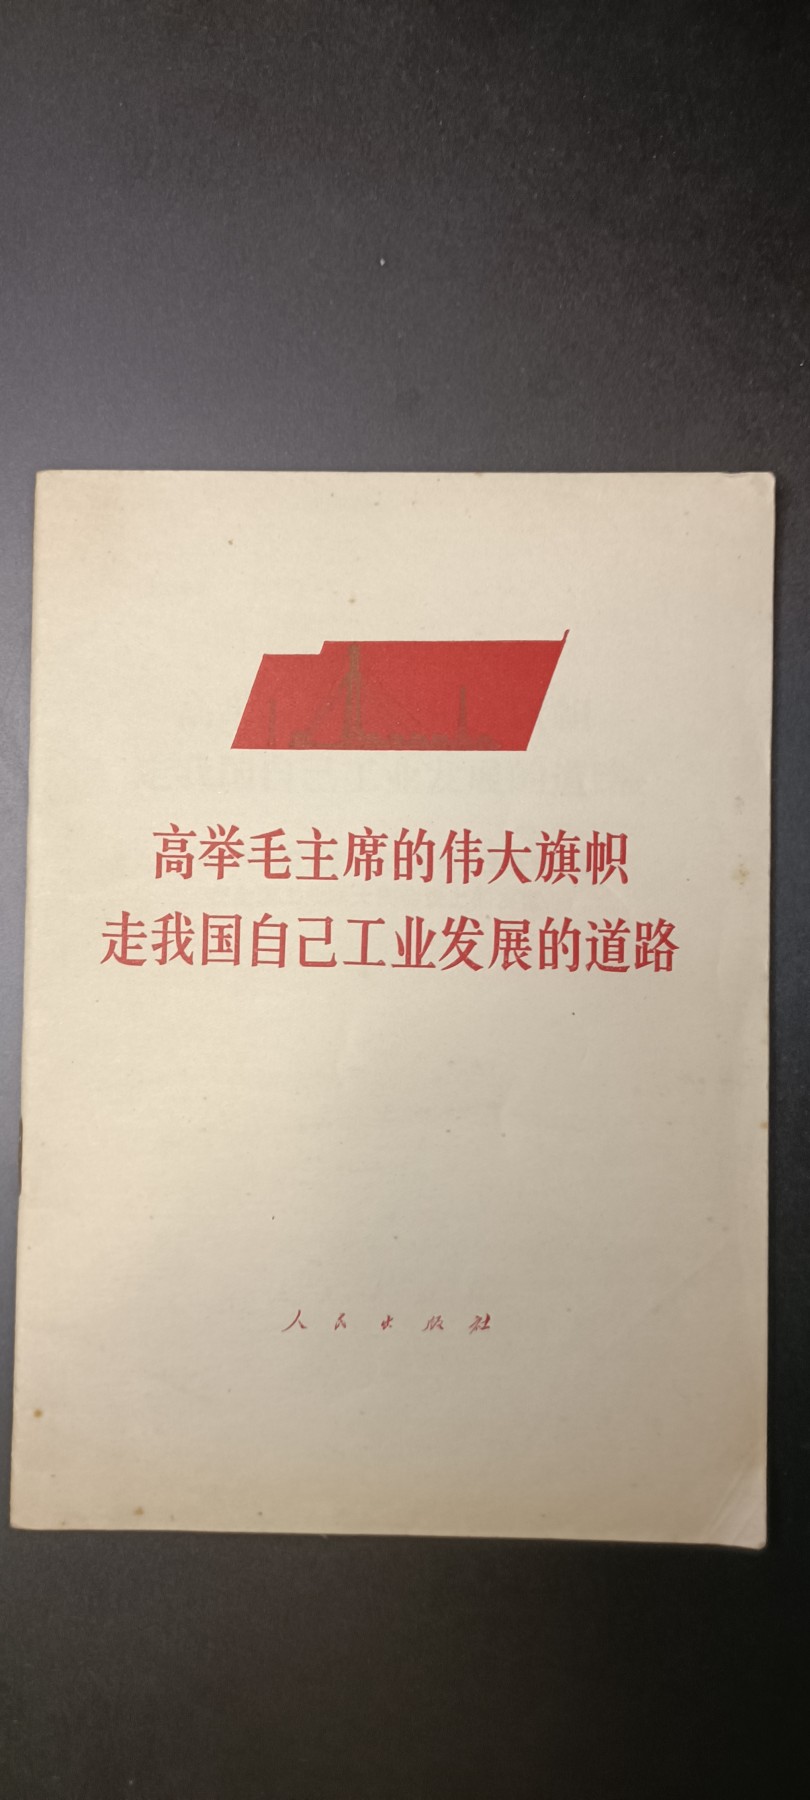 高举毛主席的伟大旗帜
走我国自己工业发展的道路
人民出版社